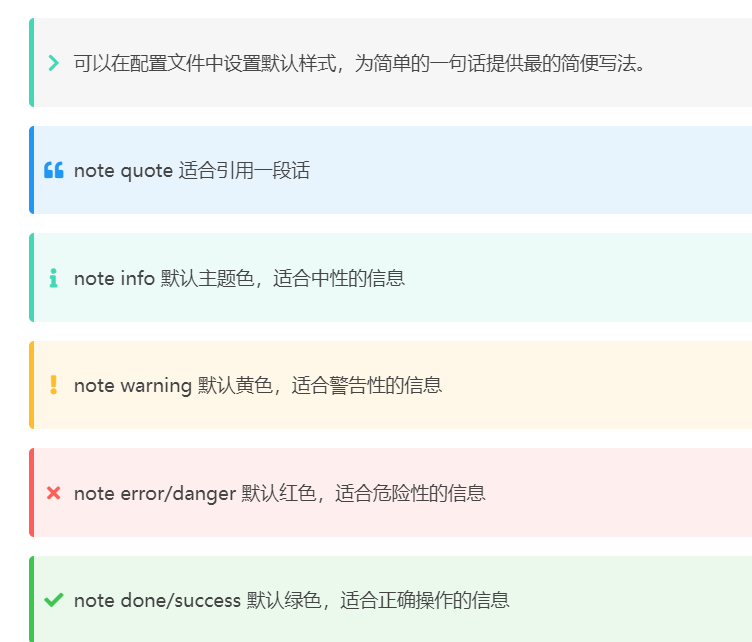 可以在配置文件中设置默认样式，为简单的一句话提供最的简便写法。
note quote 适合引用一段话
note info 默认主题色，适合中性的信息
note warning 默认黄色，适合警告性的信息
note error/danger 默认红色，适合危险性的信息
note done/success 默认绿色，适合正确操作的信息